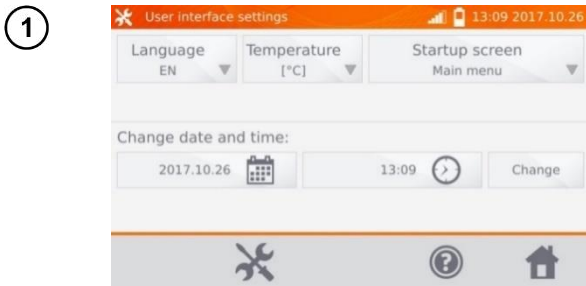 1
User interface settings 13:09 2017.10.26
Language Temperature Startup screen
EN [°C] Main menu
Change date and time:
2017.10.26 13:09 Change